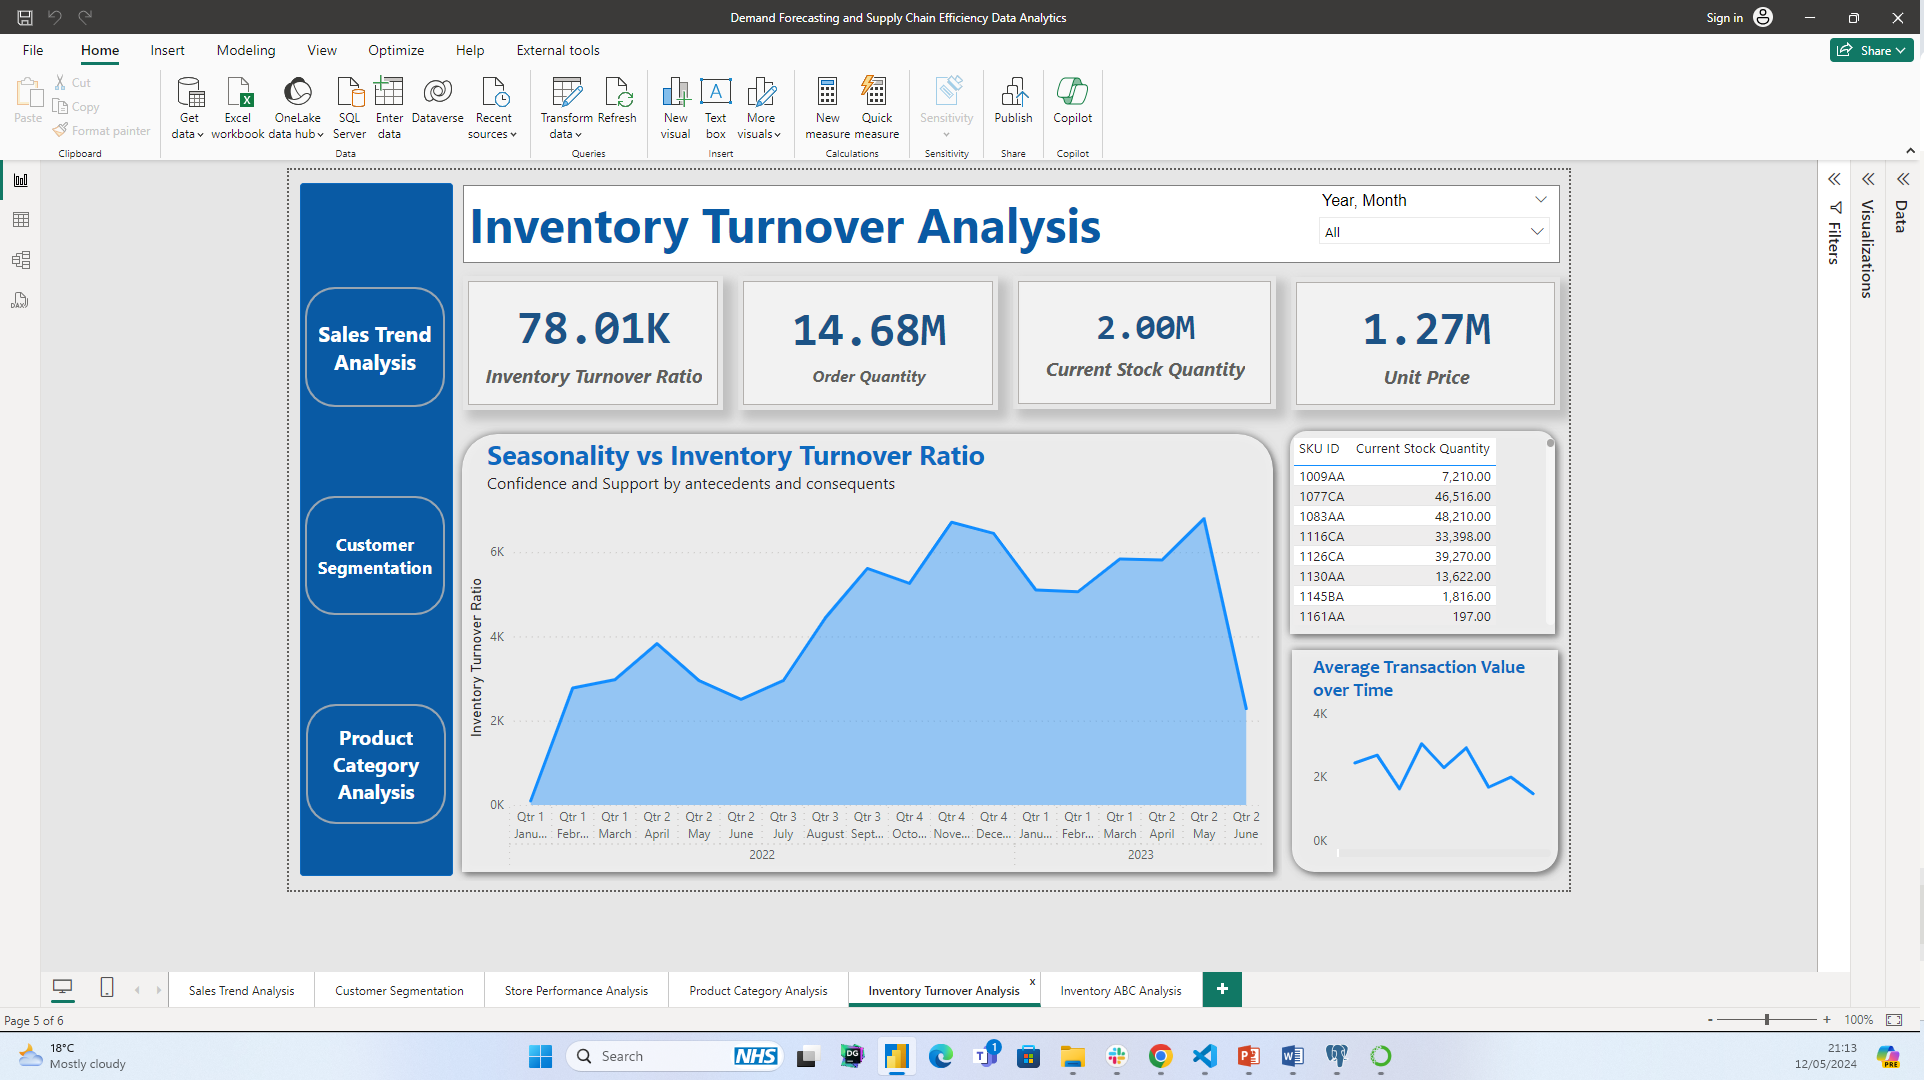 Demand Forecasting and Supply Chain Efficiency Data Analytics
Sign in
File Home Insert Modeling View Optimize Help External tools
Share
Paste
Cut
Copy
Format painter
Clipboard
Get data
Excel workbook
OneLake data hub
SQL Server
Enter data
Dataverse
Recent sources
Data
Transform data
Refresh
Queries
New visual
Text box
More visuals
Insert
New measure
Quick measure
Calculations
Sensitivity
Sensitivity
Publish
Share
Copilot
Copilot
DAX
Inventory Turnover Analysis
Year, Month
All
Filters
Visualizations
Data
Sales Trend
Analysis
Customer
Segmentation
Product
Category
Analysis
78.01K
Inventory Turnover Ratio
14.68M
Order Quantity
2.00M
Current Stock Quantity
1.27M
Unit Price
Seasonality vs Inventory Turnover Ratio
Confidence and Support by antecedents and consequents
Inventory Turnover Ratio
6K
4K
2K
0K
Qtr 1 Qtr 1 Qtr 1 Qtr 2 Qtr 2 Qtr 2 Qtr 3 Qtr 3 Qtr 3 Qtr 4 Qtr 4 Qtr 4 Qtr 1 Qtr 1 Qtr 1 Qtr 2 Qtr 2 Qtr 2
Janu... Febr... March April May June July August Sept... Octo... Nove... Dece... Janu... Febr... March April May June
2022 2023
SKU ID Current Stock Quantity
1009AA 7,210.00
1077CA 46,516.00
1083AA 48,210.00
1116CA 33,398.00
1126CA 39,270.00
1130AA 13,622.00
1145BA 1,816.00
1161AA 197.00
Average Transaction Value
over Time
4K
2K
0K
Sales Trend Analysis
Customer Segmentation
Store Performance Analysis
Product Category Analysis
Inventory Turnover Analysis x
Inventory ABC Analysis
+
Page 5 of 6
- + 100%
18°C
Mostly cloudy
Search
NHS
DG
T
1
P
W
21:13
12/05/2024
PRE